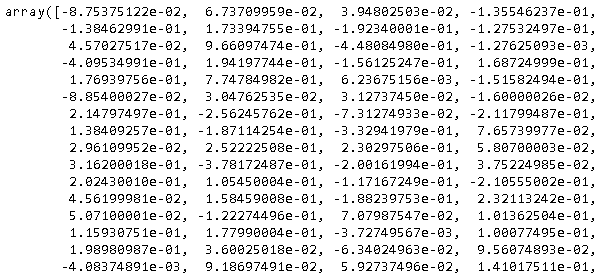 array([-8.75375122e-02, 6.73709959e-02, 3.94802503e-02, -1.35546237e-01,
-1.38462991e-01, 1.73394755e-01, -1.92340001e-01, -1.27532497e-01,
4.57027517e-02, 9.66097474e-01, -4.48084980e-01, -1.27625093e-03,
-4.09534991e-01, 1.94197744e-01, -1.56125247e-01, 1.68724999e-01,
1.76939756e-01, 7.74784982e-01, 6.23675156e-03, -1.51582494e-01,
-8.85400027e-02, 3.04762535e-02, 3.12737450e-02, -1.60000026e-02,
2.14797497e-01, -2.56245762e-01, -7.31274933e-02, -2.11799487e-01,
1.38409257e-01, -1.87114254e-01, -3.32941979e-01, 7.65739977e-02,
2.96109952e-02, 2.52222508e-01, 2.30297506e-01, 5.80700003e-02,
3.16200018e-01, -3.78172487e-01, -2.00161994e-01, 3.75224985e-02,
2.02430010e-01, 1.05450004e-01, -1.17167249e-01, -2.10555002e-01,
4.56199981e-02, 1.58459008e-01, -1.88239753e-01, 2.32113242e-01,
5.07100001e-02, -1.22274496e-01, 7.07987547e-02, 1.01362504e-01,
1.15930751e-01, 1.77990004e-01, -3.72749567e-03, 1.00077495e-01,
1.98980987e-01, 3.60025018e-02, -6.34024963e-02, 9.56074893e-02,
-4.08374891e-03, 9.18697491e-02, 5.92737496e-02, 1.41017511e-01,